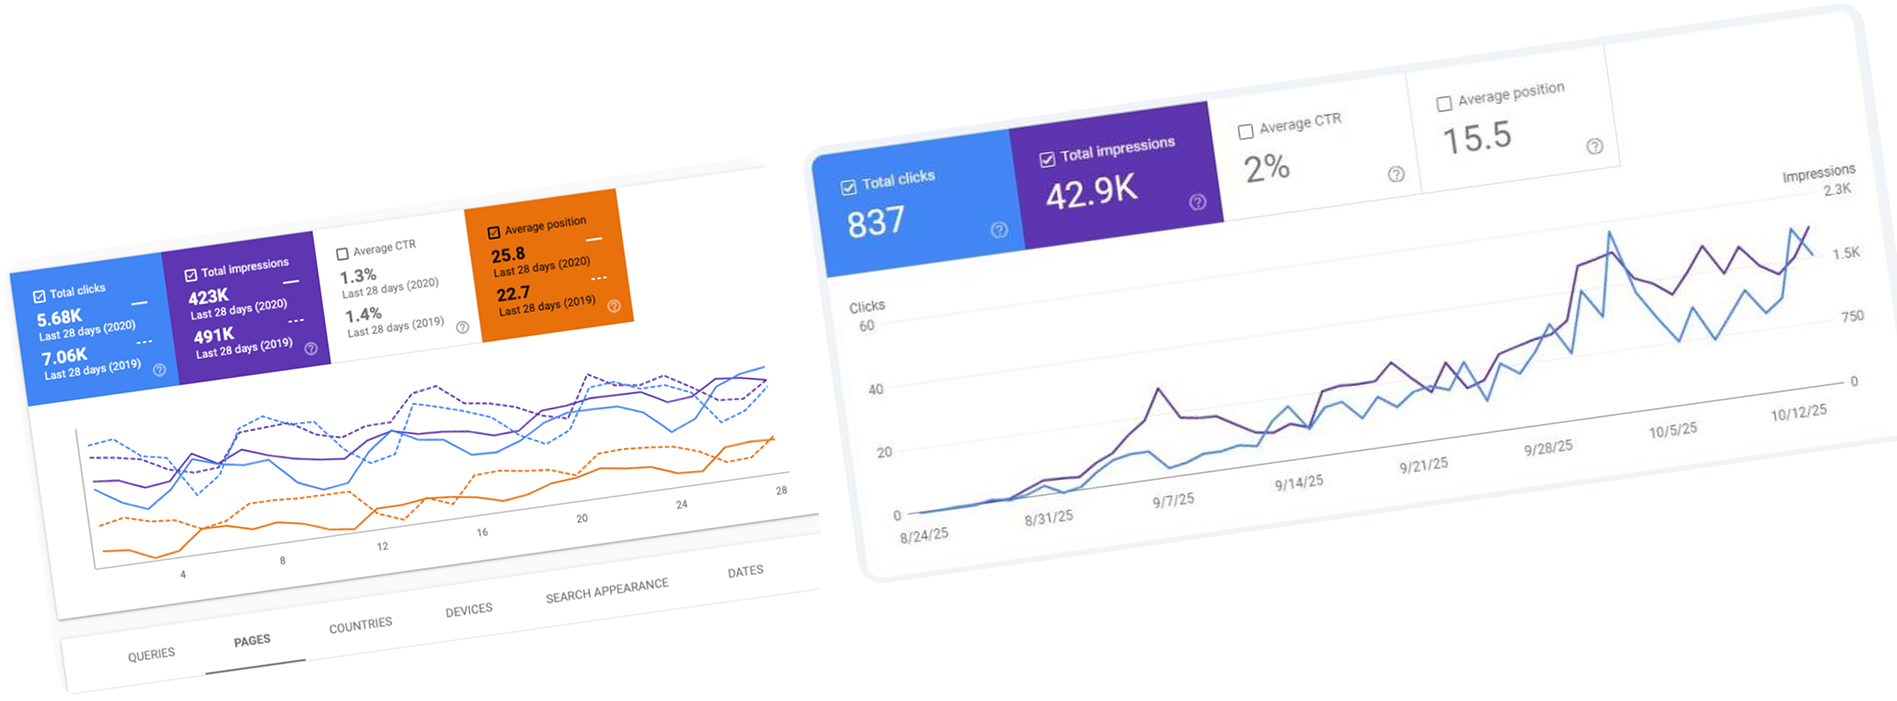 Total clicks
5.68K
Last 28 days (2020)
7.06K
Last 28 days (2019)
Total impressions
423K
Last 28 days (2020)
491K
Last 28 days (2019)
Average CTR
1.3%
Last 28 days (2020)
1.4%
Last 28 days (2019)
Average position
25.8
Last 28 days (2020)
22.7
Last 28 days (2019)
4 8 12 16 20 24 28
QUERIES PAGES COUNTRIES DEVICES SEARCH APPEARANCE DATES
Total clicks
837
Total impressions
42.9K
Average CTR
2%
Average position
15.5
Clicks
60
40
20
0
Impressions
2.3K
1.5K
750
0
8/24/25 8/31/25 9/7/25 9/14/25 9/21/25 9/28/25 10/5/25 10/12/25